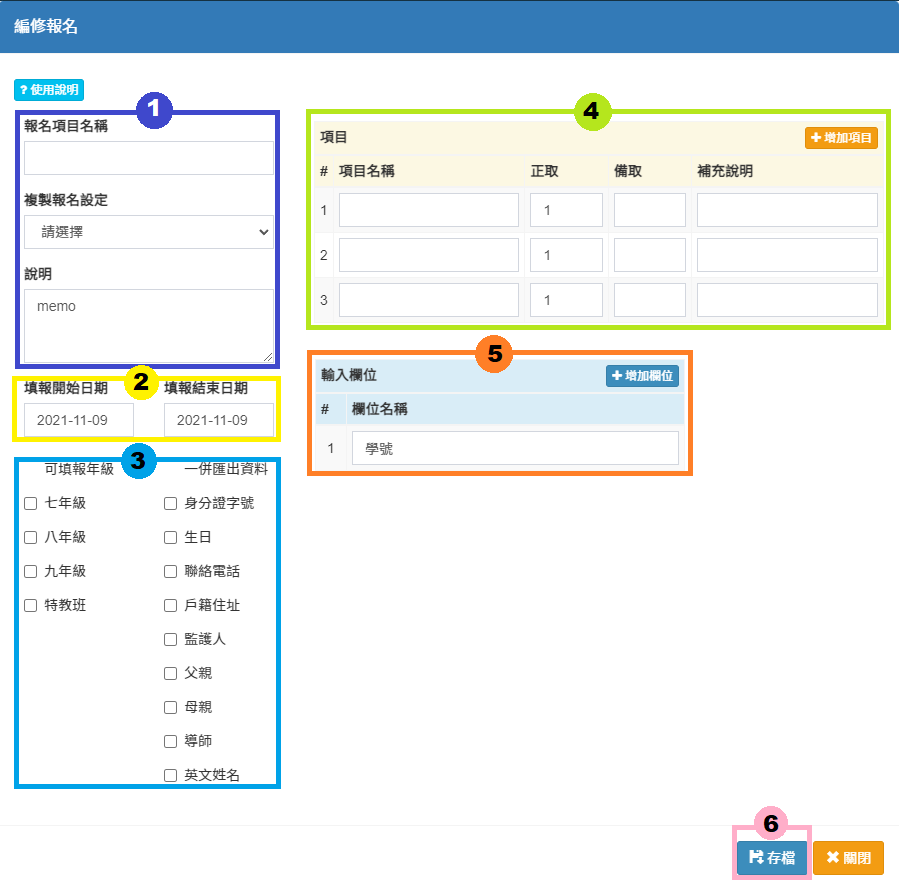 編修報名
? 使用說明
1
報名項目名稱
複製報名設定
請選擇
說明
memo
2
填報開始日期 填報結束日期
2021-11-09 2021-11-09
3
可填報年級 一併匯出資料
七年級 身分證字號
八年級 生日
九年級 聯絡電話
特教班 戶籍住址
監護人
父親
母親
導師
英文姓名
4
項目 +增加項目
# 項目名稱 正取 備取 補充說明
1 1
2 1
3 1
5
輸入欄位 +增加欄位
# 欄位名稱
1 學號
6
存檔 ✖ 關閉